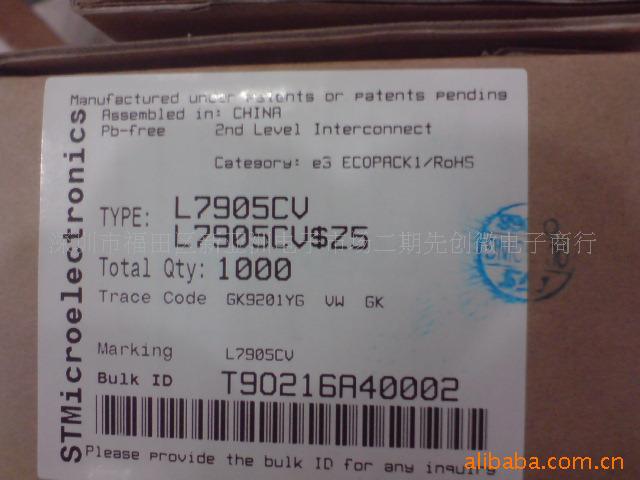 Manufactured under Patents or patents pending
Assembled in: CHINA
Pb-free 2nd Level Interconnect
Category: e3 ECOPACK1/RoHS
STMicroelectronics
TYPE: L7905CV
L7905CV$Z5
深圳市福田区新亚洲电子市场二期先创微电子商行
Total Qty: 1000
Trace Code GK9201YG VW GK
Marking L7905CV
Bulk ID T90216A40002
Please provide the bulk ID for any inquiry
alibaba.com.cn